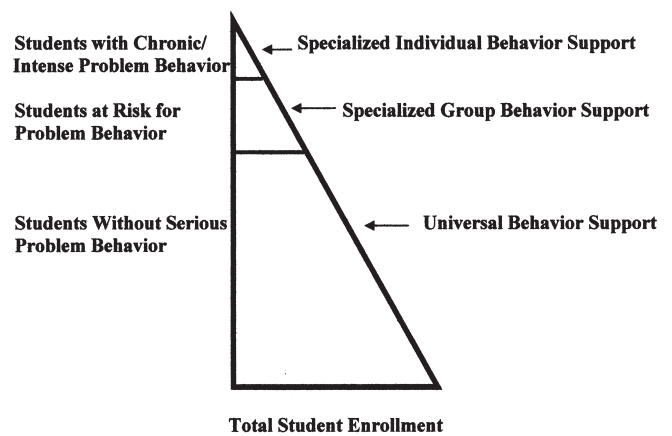 Students with Chronic/
Intense Problem Behavior
Specialized Individual Behavior Support
Students at Risk for
Problem Behavior
Specialized Group Behavior Support
Students Without Serious
Problem Behavior
Universal Behavior Support
Total Student Enrollment